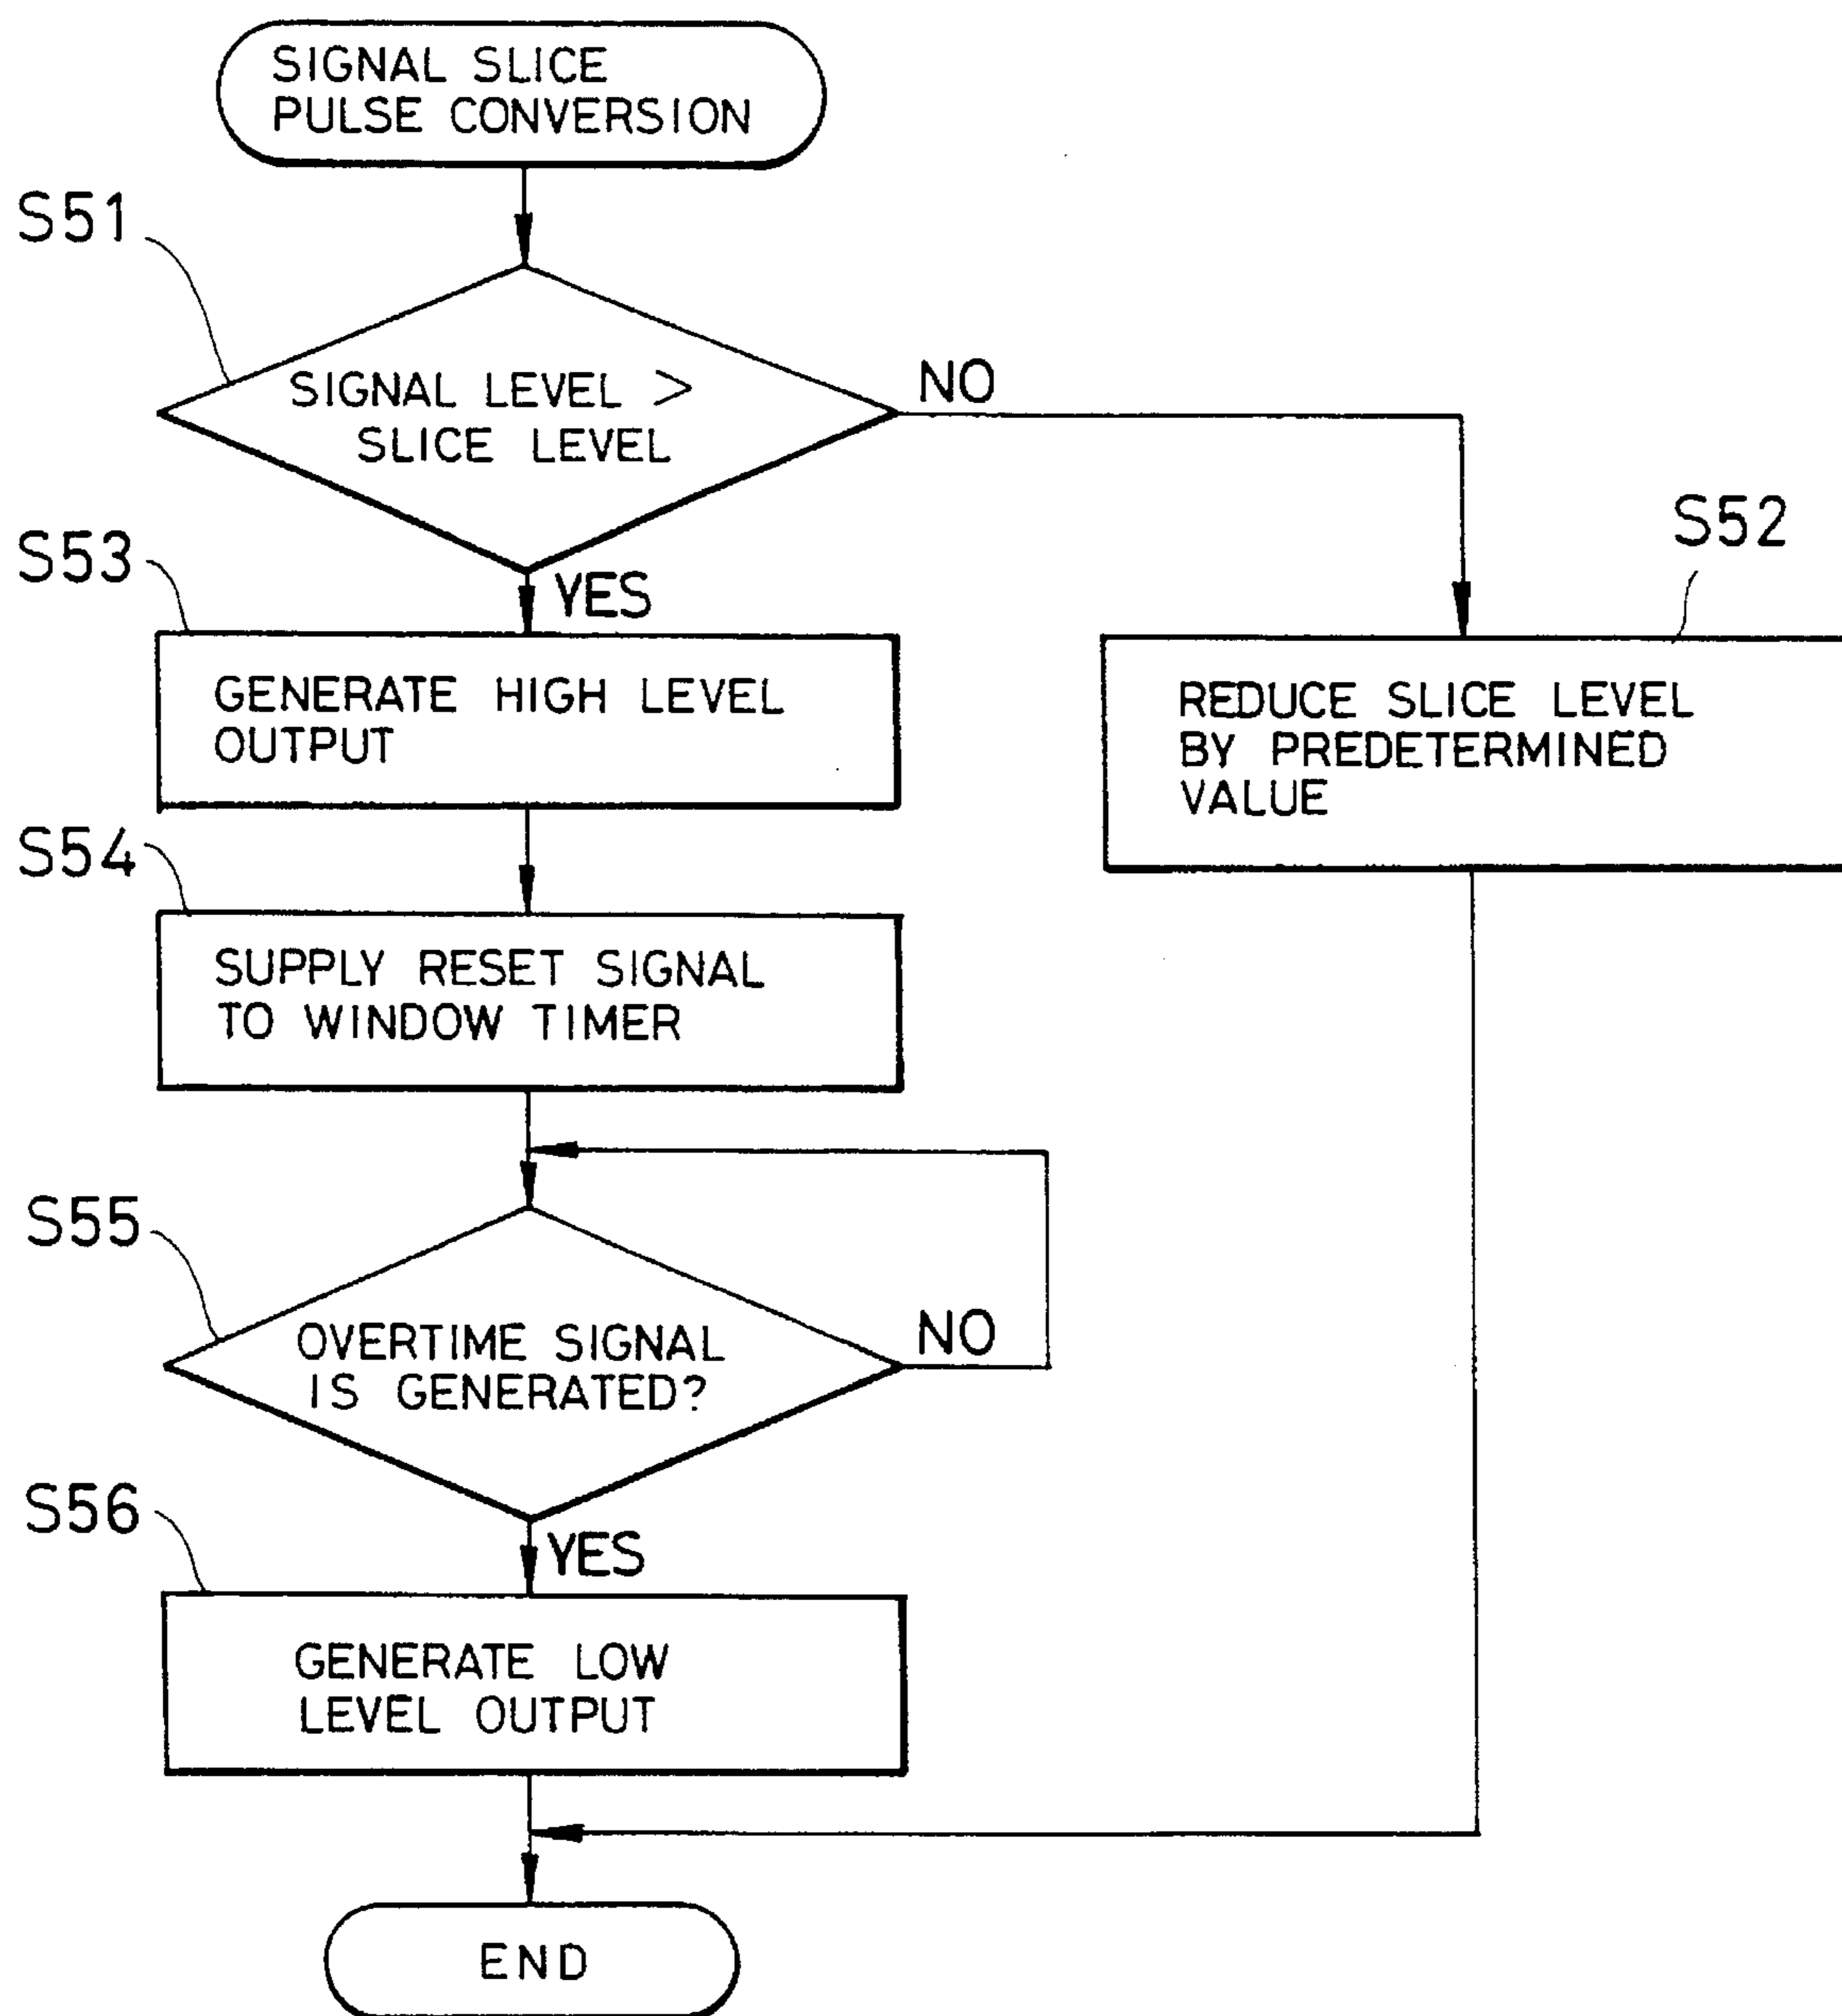 SIGNAL SLICE
PULSE CONVERSION
S51
SIGNAL LEVEL >
SLICE LEVEL
NO
S52
REDUCE SLICE LEVEL
BY PREDETERMINED
VALUE
YES
S53
GENERATE HIGH LEVEL
OUTPUT
S54
SUPPLY RESET SIGNAL
TO WINDOW TIMER
S55
OVERTIME SIGNAL
IS GENERATED?
NO
YES
S56
GENERATE LOW
LEVEL OUTPUT
END